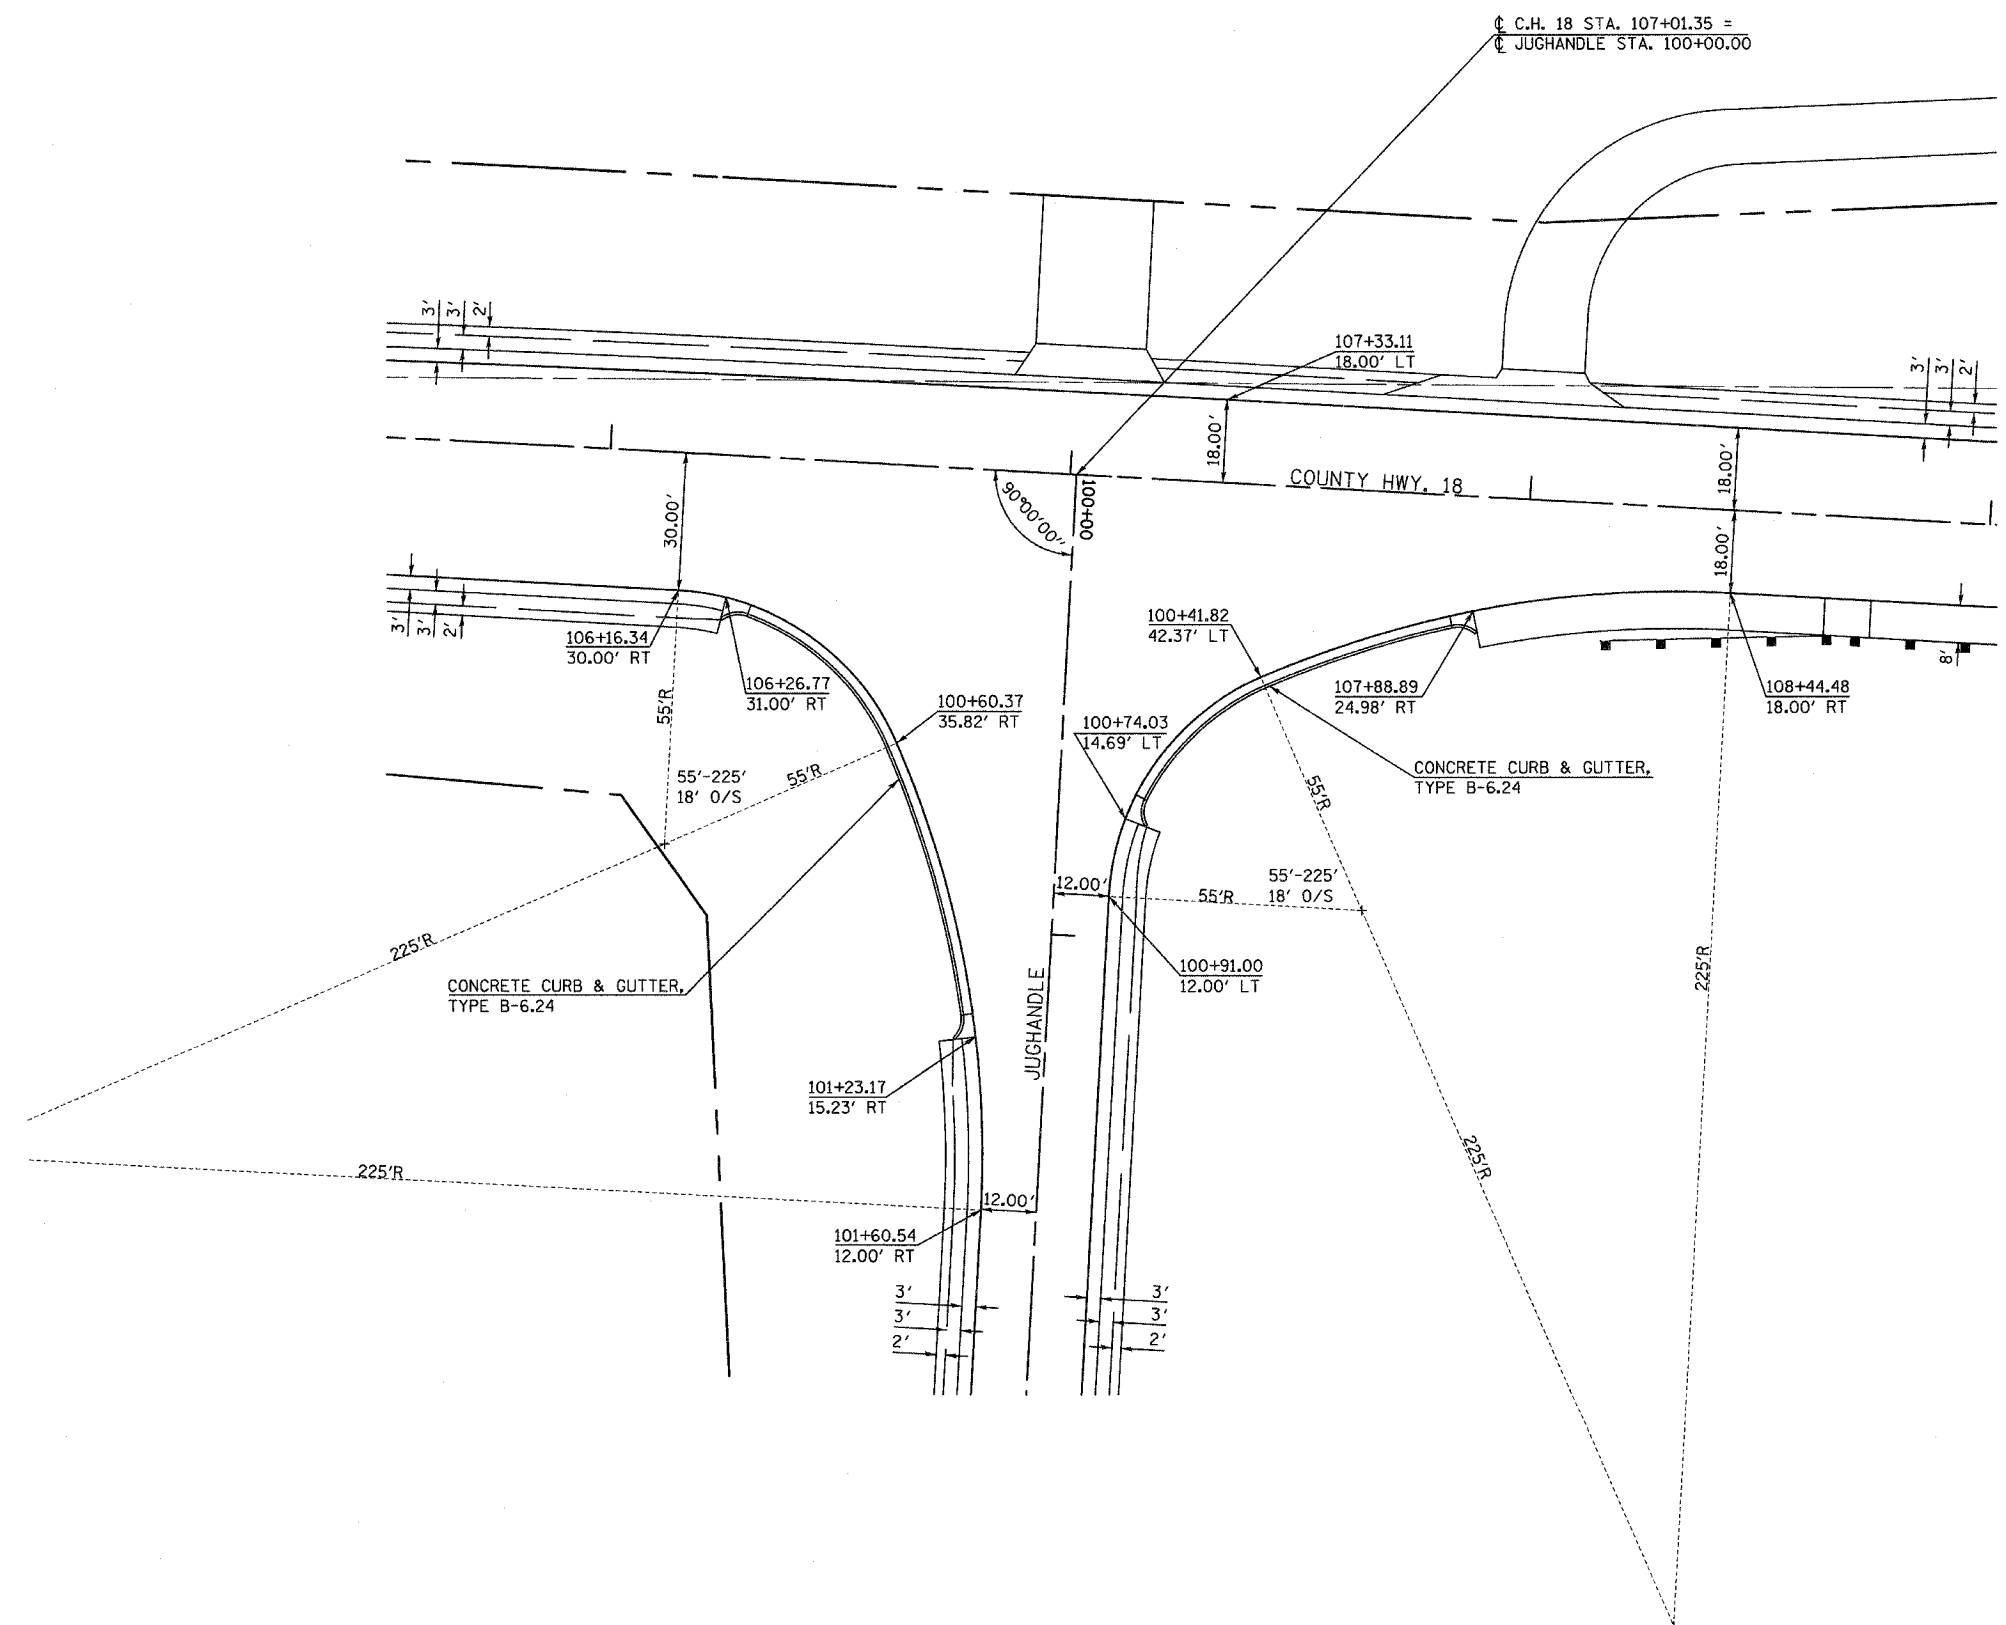 ℄ C.H. 18 STA. 107+01.35 =
℄ JUGHANDLE STA. 100+00.00
3'
3'
2'
107+33.11
18.00' LT
3'
3'
2'
18.00'
COUNTY HWY. 18
18.00'
30.00'
90°00'00"
100+00
18.00'
3'
3'
2'
106+16.34
30.00' RT
100+41.82
42.37' LT
8'
106+26.77
31.00' RT
107+88.89
24.98' RT
108+44.48
18.00' RT
55'R
100+60.37
35.82' RT
100+74.03
14.69' LT
55'-225'
18' O/S
55'R
CONCRETE CURB & GUTTER,
TYPE B-6.24
55'R
12.00'
55'R
55'-225'
18' O/S
225'R
225'R
CONCRETE CURB & GUTTER,
TYPE B-6.24
JUGHANDLE
100+91.00
12.00' LT
101+23.17
15.23' RT
225'R
225'R
12.00'
101+60.54
12.00' RT
3'
3'
2'
3'
3'
2'